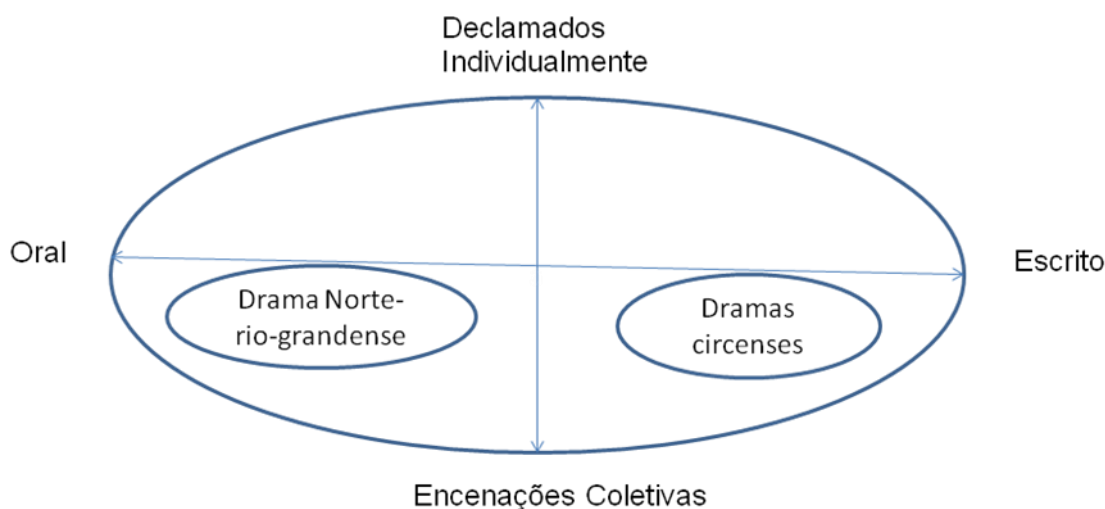 Declamados
Individualmente
Oral
Escrito
Drama Norte-
rio-grandense
Dramas
circenses
Encenações Coletivas